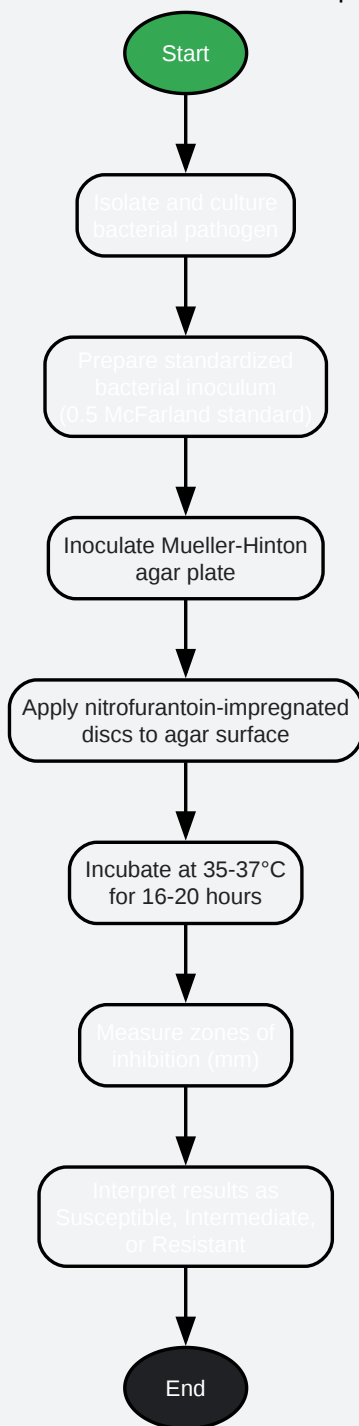 Start
Isolate and culture
bacterial pathogen
Prepare standardized
bacterial inoculum
(0.5 McFarland standard)
Inoculate Mueller-Hinton
agar plate
Apply nitrofurantoin-impregnated
discs to agar surface
Incubate at 35-37°C
for 16-20 hours
Measure zones of
inhibition (mm)
Interpret results as
Susceptible, Intermediate,
or Resistant
End